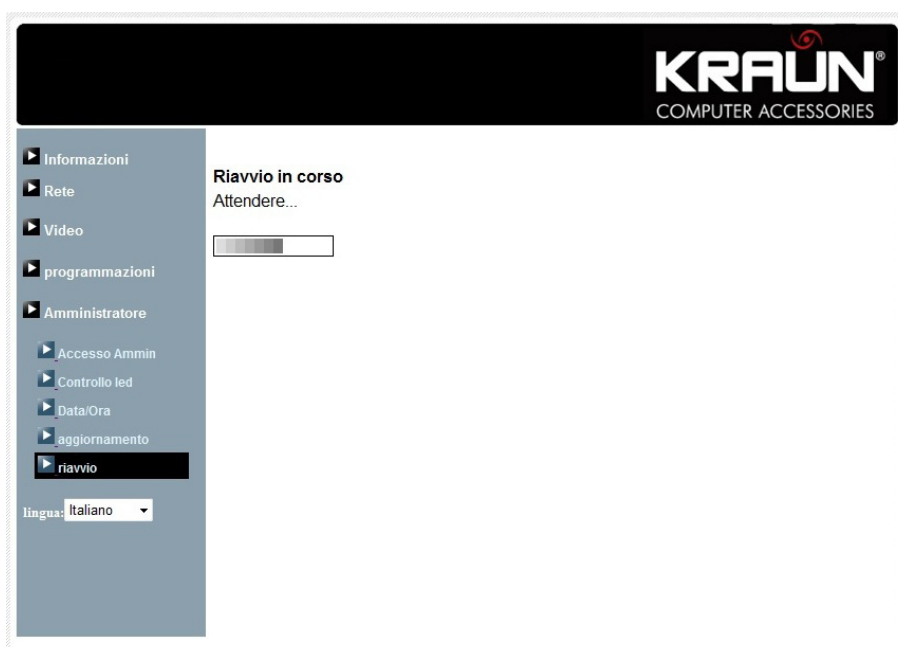 KRAUN®
COMPUTER ACCESSORIES
Informazioni
Rete
Video
programmazioni
Amministratore
Accesso Ammin
Controllo led
Data/Ora
aggiornamento
riavvio
lingua: Italiano
Riavvio in corso
Attendere...